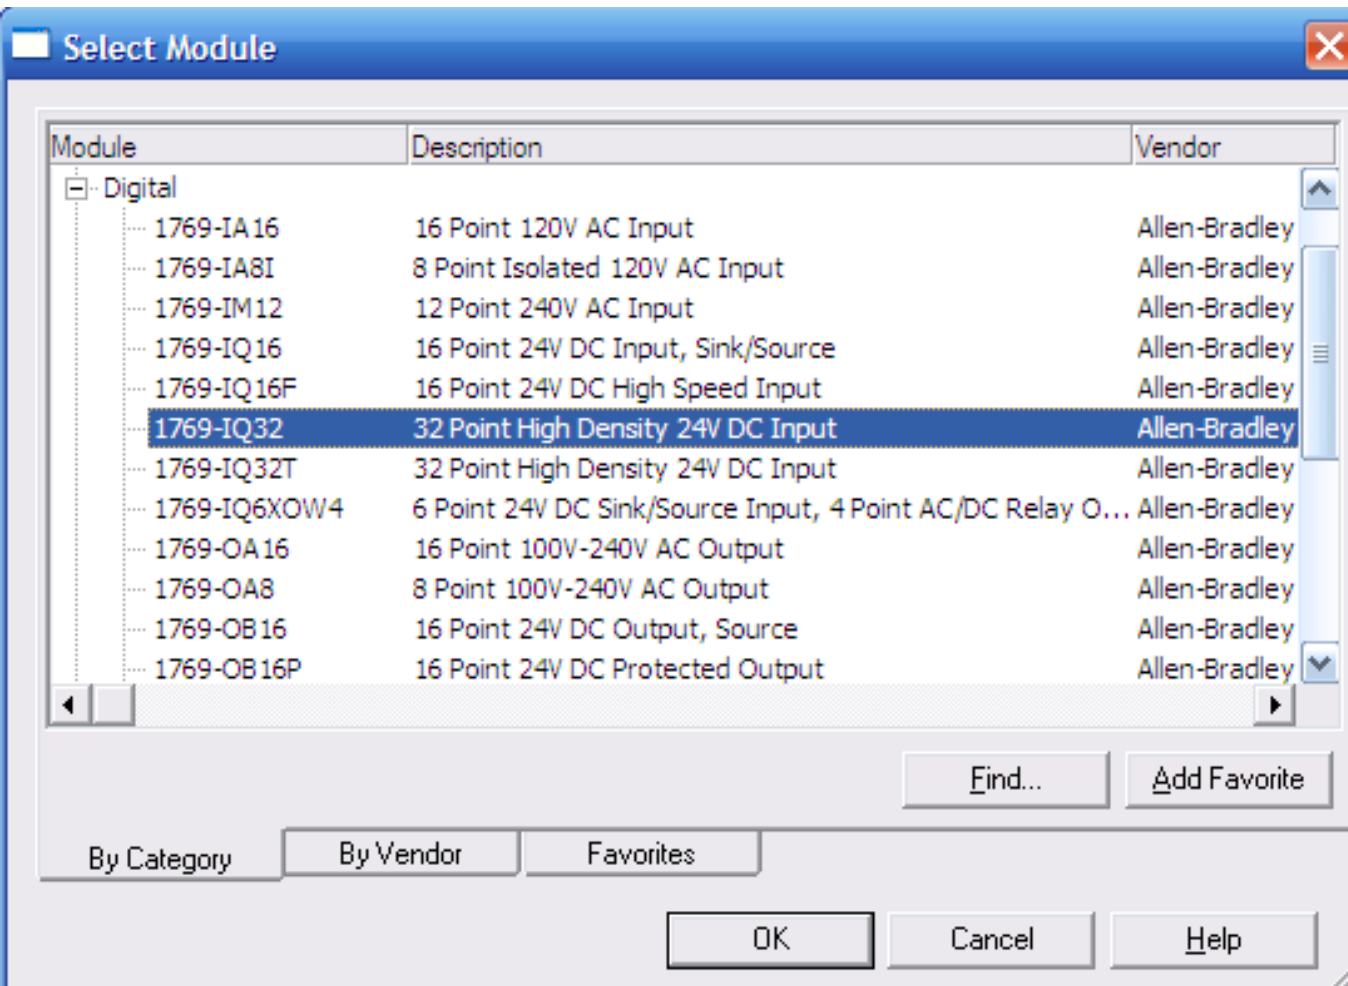 Select Module
Module Description Vendor
Digital
1769-IA16 16 Point 120V AC Input Allen-Bradley
1769-IA8I 8 Point Isolated 120V AC Input Allen-Bradley
1769-IM12 12 Point 240V AC Input Allen-Bradley
1769-IQ16 16 Point 24V DC Input, Sink/Source Allen-Bradley
1769-IQ16F 16 Point 24V DC High Speed Input Allen-Bradley
1769-IQ32 32 Point High Density 24V DC Input Allen-Bradley
1769-IQ32T 32 Point High Density 24V DC Input Allen-Bradley
1769-IQ6XOW4 6 Point 24V DC Sink/Source Input, 4 Point AC/DC Relay O... Allen-Bradley
1769-OA16 16 Point 100V-240V AC Output Allen-Bradley
1769-OA8 8 Point 100V-240V AC Output Allen-Bradley
1769-OB16 16 Point 24V DC Output, Source Allen-Bradley
1769-OB16P 16 Point 24V DC Protected Output Allen-Bradley
Find... Add Favorite
By Category By Vendor Favorites
OK Cancel Help